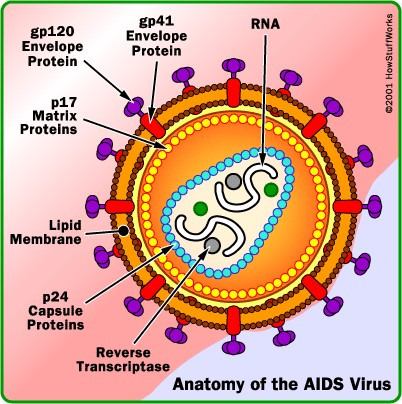 gp120
Envelope
Protein
gp41
Envelope
Protein
RNA
p17
Matrix
Proteins
Lipid
Membrane
p24
Capsule
Proteins
Reverse
Transcriptase
Anatomy of the AIDS Virus
©2001 HowStuffWorks